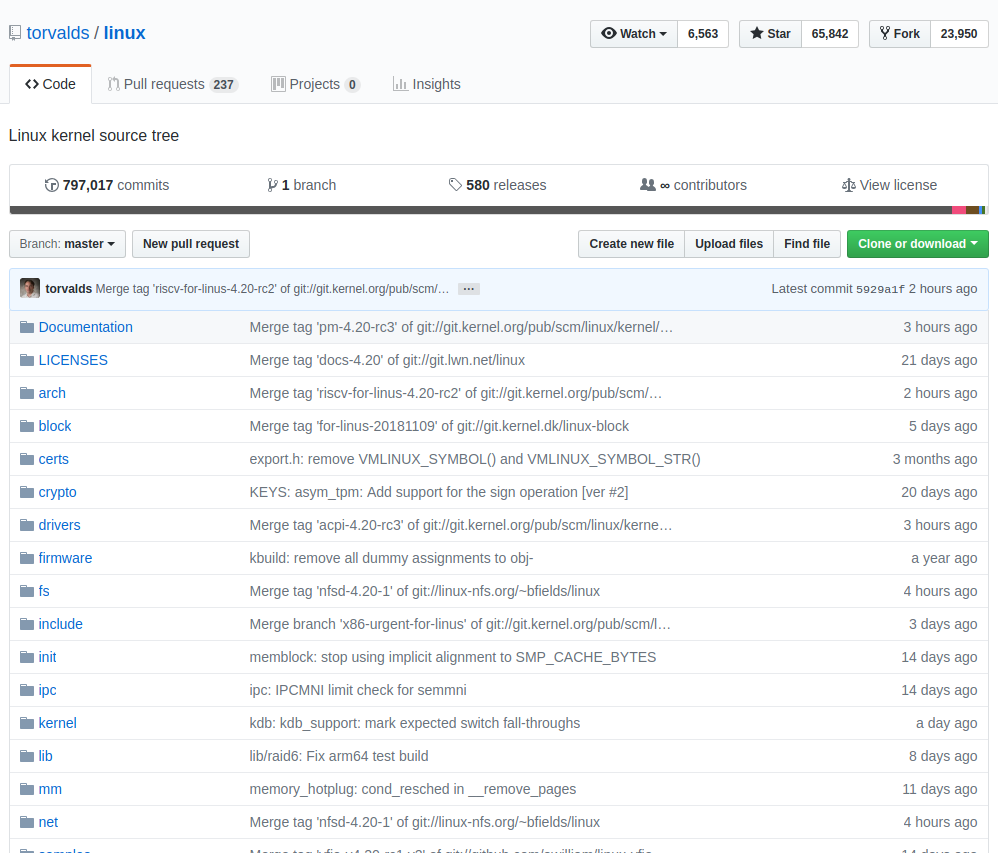 torvalds / linux Watch 6,563 Star 65,842 Fork 23,950
Code Pull requests 237 Projects 0 Insights
Linux kernel source tree
797,017 commits 1 branch 580 releases ∞ contributors View license
Branch: master New pull request Create new file Upload files Find file Clone or download
torvalds Merge tag 'riscv-for-linus-4.20-rc2' of git://git.kernel.org/pub/scm/… … Latest commit 5929a1f 2 hours ago
Documentation Merge tag 'pm-4.20-rc3' of git://git.kernel.org/pub/scm/linux/kernel/… 3 hours ago
LICENSES Merge tag 'docs-4.20' of git://git.lwn.net/linux 21 days ago
arch Merge tag 'riscv-for-linus-4.20-rc2' of git://git.kernel.org/pub/scm/… 2 hours ago
block Merge tag 'for-linus-20181109' of git://git.kernel.dk/linux-block 5 days ago
certs export.h: remove VMLINUX_SYMBOL() and VMLINUX_SYMBOL_STR() 3 months ago
crypto KEYS: asym_tpm: Add support for the sign operation [ver #2] 20 days ago
drivers Merge tag 'acpi-4.20-rc3' of git://git.kernel.org/pub/scm/linux/kerne… 3 hours ago
firmware kbuild: remove all dummy assignments to obj- a year ago
fs Merge tag 'nfsd-4.20-1' of git://linux-nfs.org/~bfields/linux 4 hours ago
include Merge branch 'x86-urgent-for-linus' of git://git.kernel.org/pub/scm/l… 3 days ago
init memblock: stop using implicit alignment to SMP_CACHE_BYTES 14 days ago
ipc ipc: IPCMNI limit check for semmni 14 days ago
kernel kdb: kdb_support: mark expected switch fall-throughs a day ago
lib lib/raid6: Fix arm64 test build 8 days ago
mm memory_hotplug: cond_resched in __remove_pages 11 days ago
net Merge tag 'nfsd-4.20-1' of git://linux-nfs.org/~bfields/linux 4 hours ago